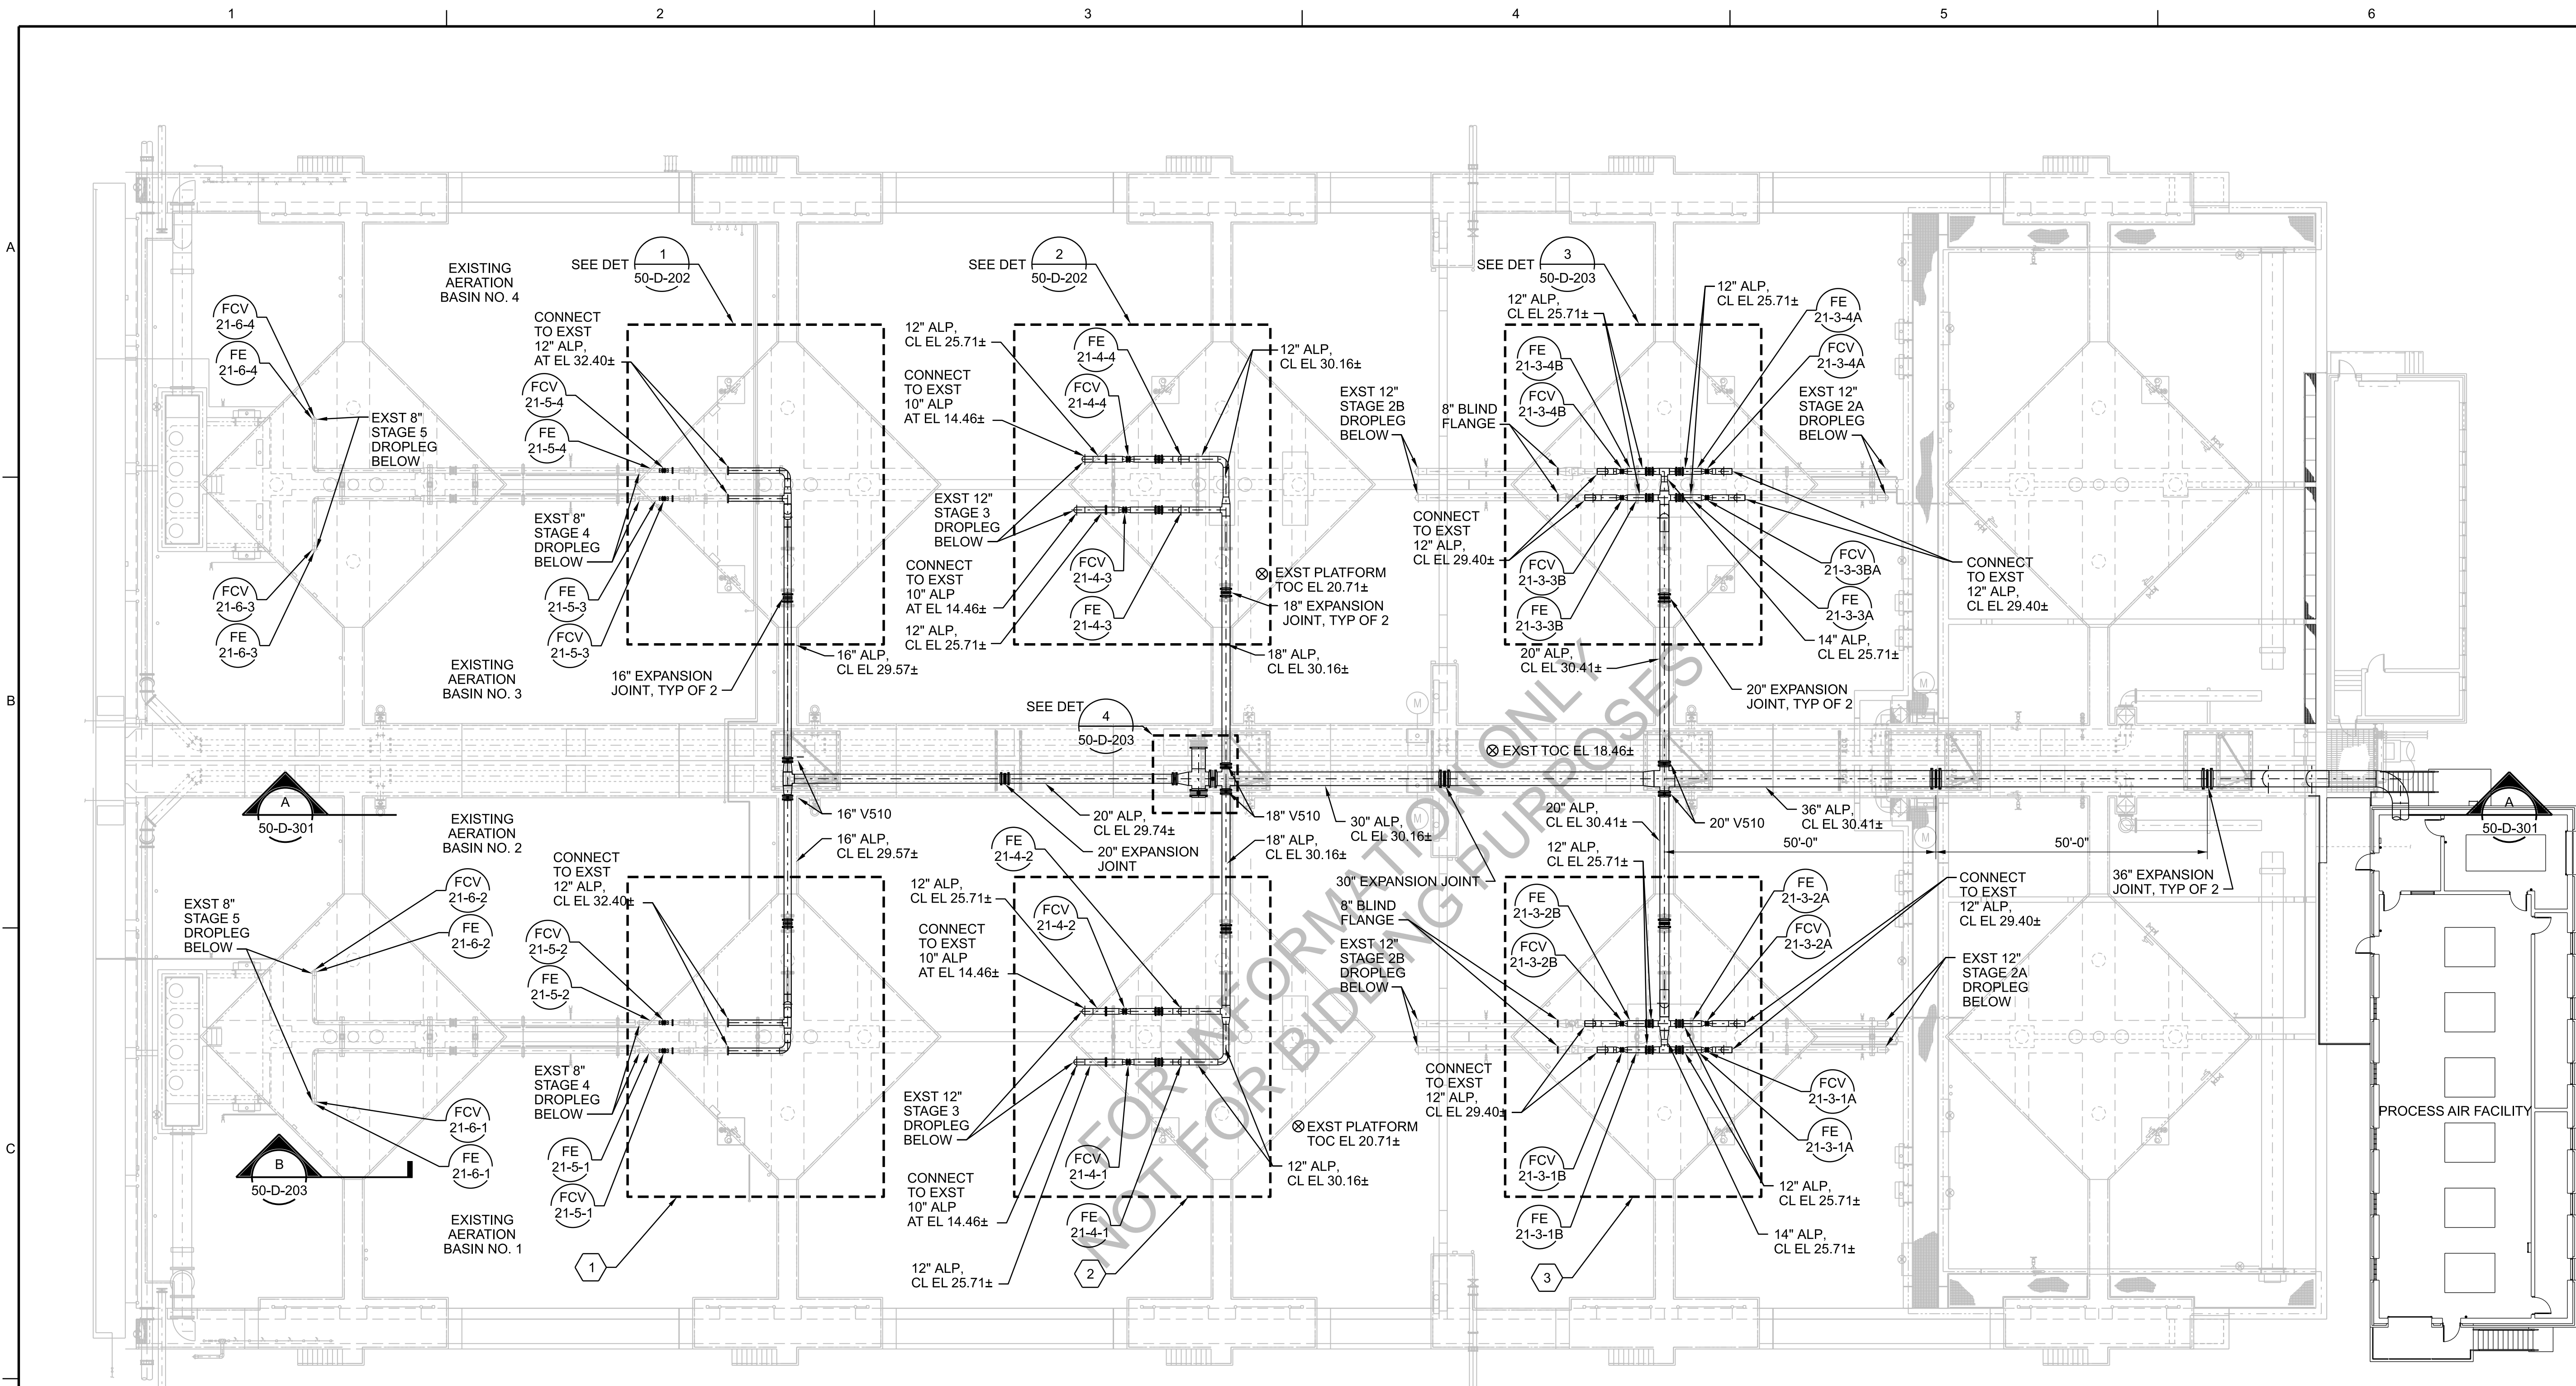 1
2
3
4
5
6
A
B
C
EXISTING
AERATION
BASIN NO. 4
FCV
21-6-4
FE
21-6-4
EXST 8"
STAGE 5
DROPLEG
BELOW
FCV
21-6-3
FE
21-6-3
EXISTING
AERATION
BASIN NO. 3
SEE DET
1
50-D-202
CONNECT
TO EXST
12" ALP,
AT EL 32.40±
FCV
21-5-4
FE
21-5-4
EXST 8"
STAGE 4
DROPLEG
BELOW
FE
21-5-3
FCV
21-5-3
16" EXPANSION
JOINT, TYP OF 2
16" ALP,
CL EL 29.57±
SEE DET
2
50-D-202
12" ALP,
CL EL 25.71±
CONNECT
TO EXST
10" ALP
AT EL 14.46±
FE
21-4-4
FCV
21-4-4
12" ALP,
CL EL 30.16±
EXST 12"
STAGE 3
DROPLEG
BELOW
CONNECT
TO EXST
10" ALP
AT EL 14.46±
12" ALP,
CL EL 25.71±
FCV
21-4-3
FE
21-4-3
EXST PLATFORM
TOC EL 20.71±
18" EXPANSION
JOINT, TYP OF 2
18" ALP,
CL EL 30.16±
SEE DET
3
50-D-203
12" ALP,
CL EL 25.71±
12" ALP,
CL EL 25.71±
FE
21-3-4A
FCV
21-3-4A
FE
21-3-4B
FCV
21-3-4B
EXST 12"
STAGE 2B
DROPLEG
BELOW
8" BLIND
FLANGE
EXST 12"
STAGE 2A
DROPLEG
BELOW
CONNECT
TO EXST
12" ALP,
CL EL 29.40±
FCV
21-3-3B
FE
21-3-3B
FCV
21-3-3BA
FE
21-3-3A
CONNECT
TO EXST
12" ALP,
CL EL 29.40±
14" ALP,
CL EL 25.71±
20" ALP,
CL EL 30.41±
20" EXPANSION
JOINT, TYP OF 2
SEE DET
4
50-D-203
M
M
EXST TOC EL 18.46±
A
50-D-301
16" V510
16" ALP,
CL EL 29.57±
20" ALP,
CL EL 29.74±
20" EXPANSION
JOINT
18" V510
18" ALP,
CL EL 30.16±
30" ALP,
CL EL 30.16±
M
30" EXPANSION JOINT
20" ALP,
CL EL 30.41±
20" V510
36" ALP,
CL EL 30.41±
M
50'-0"
50'-0"
36" EXPANSION
JOINT, TYP OF 2
A
50-D-301
EXISTING
AERATION
BASIN NO. 2
EXST 8"
STAGE 5
DROPLEG
BELOW
FCV
21-6-2
FE
21-6-2
FCV
21-6-1
FE
21-6-1
B
50-D-203
EXISTING
AERATION
BASIN NO. 1
CONNECT
TO EXST
12" ALP,
CL EL 32.40±
FCV
21-5-2
FE
21-5-2
EXST 8"
STAGE 4
DROPLEG
BELOW
FE
21-5-1
FCV
21-5-1
1
FE
21-4-2
12" ALP,
CL EL 25.71±
FCV
21-4-2
CONNECT
TO EXST
10" ALP
AT EL 14.46±
EXST 12"
STAGE 3
DROPLEG
BELOW
CONNECT
TO EXST
10" ALP
AT EL 14.46±
12" ALP,
CL EL 25.71±
FCV
21-4-1
FE
21-4-1
2
EXST PLATFORM
TOC EL 20.71±
12" ALP,
CL EL 30.16±
12" ALP,
CL EL 25.71±
8" BLIND
FLANGE
EXST 12"
STAGE 2B
DROPLEG
BELOW
FE
21-3-2B
FCV
21-3-2B
FE
21-3-2A
FCV
21-3-2A
CONNECT
TO EXST
12" ALP,
CL EL 29.40±
EXST 12"
STAGE 2A
DROPLEG
BELOW
CONNECT
TO EXST
12" ALP,
CL EL 29.40±
FCV
21-3-1B
FE
21-3-1B
FCV
21-3-1A
FE
21-3-1A
12" ALP,
CL EL 25.71±
14" ALP,
CL EL 25.71±
3
PROCESS AIR FACILITY
FOR INFORMATION ONLY
NOT FOR BIDDING PURPOSES